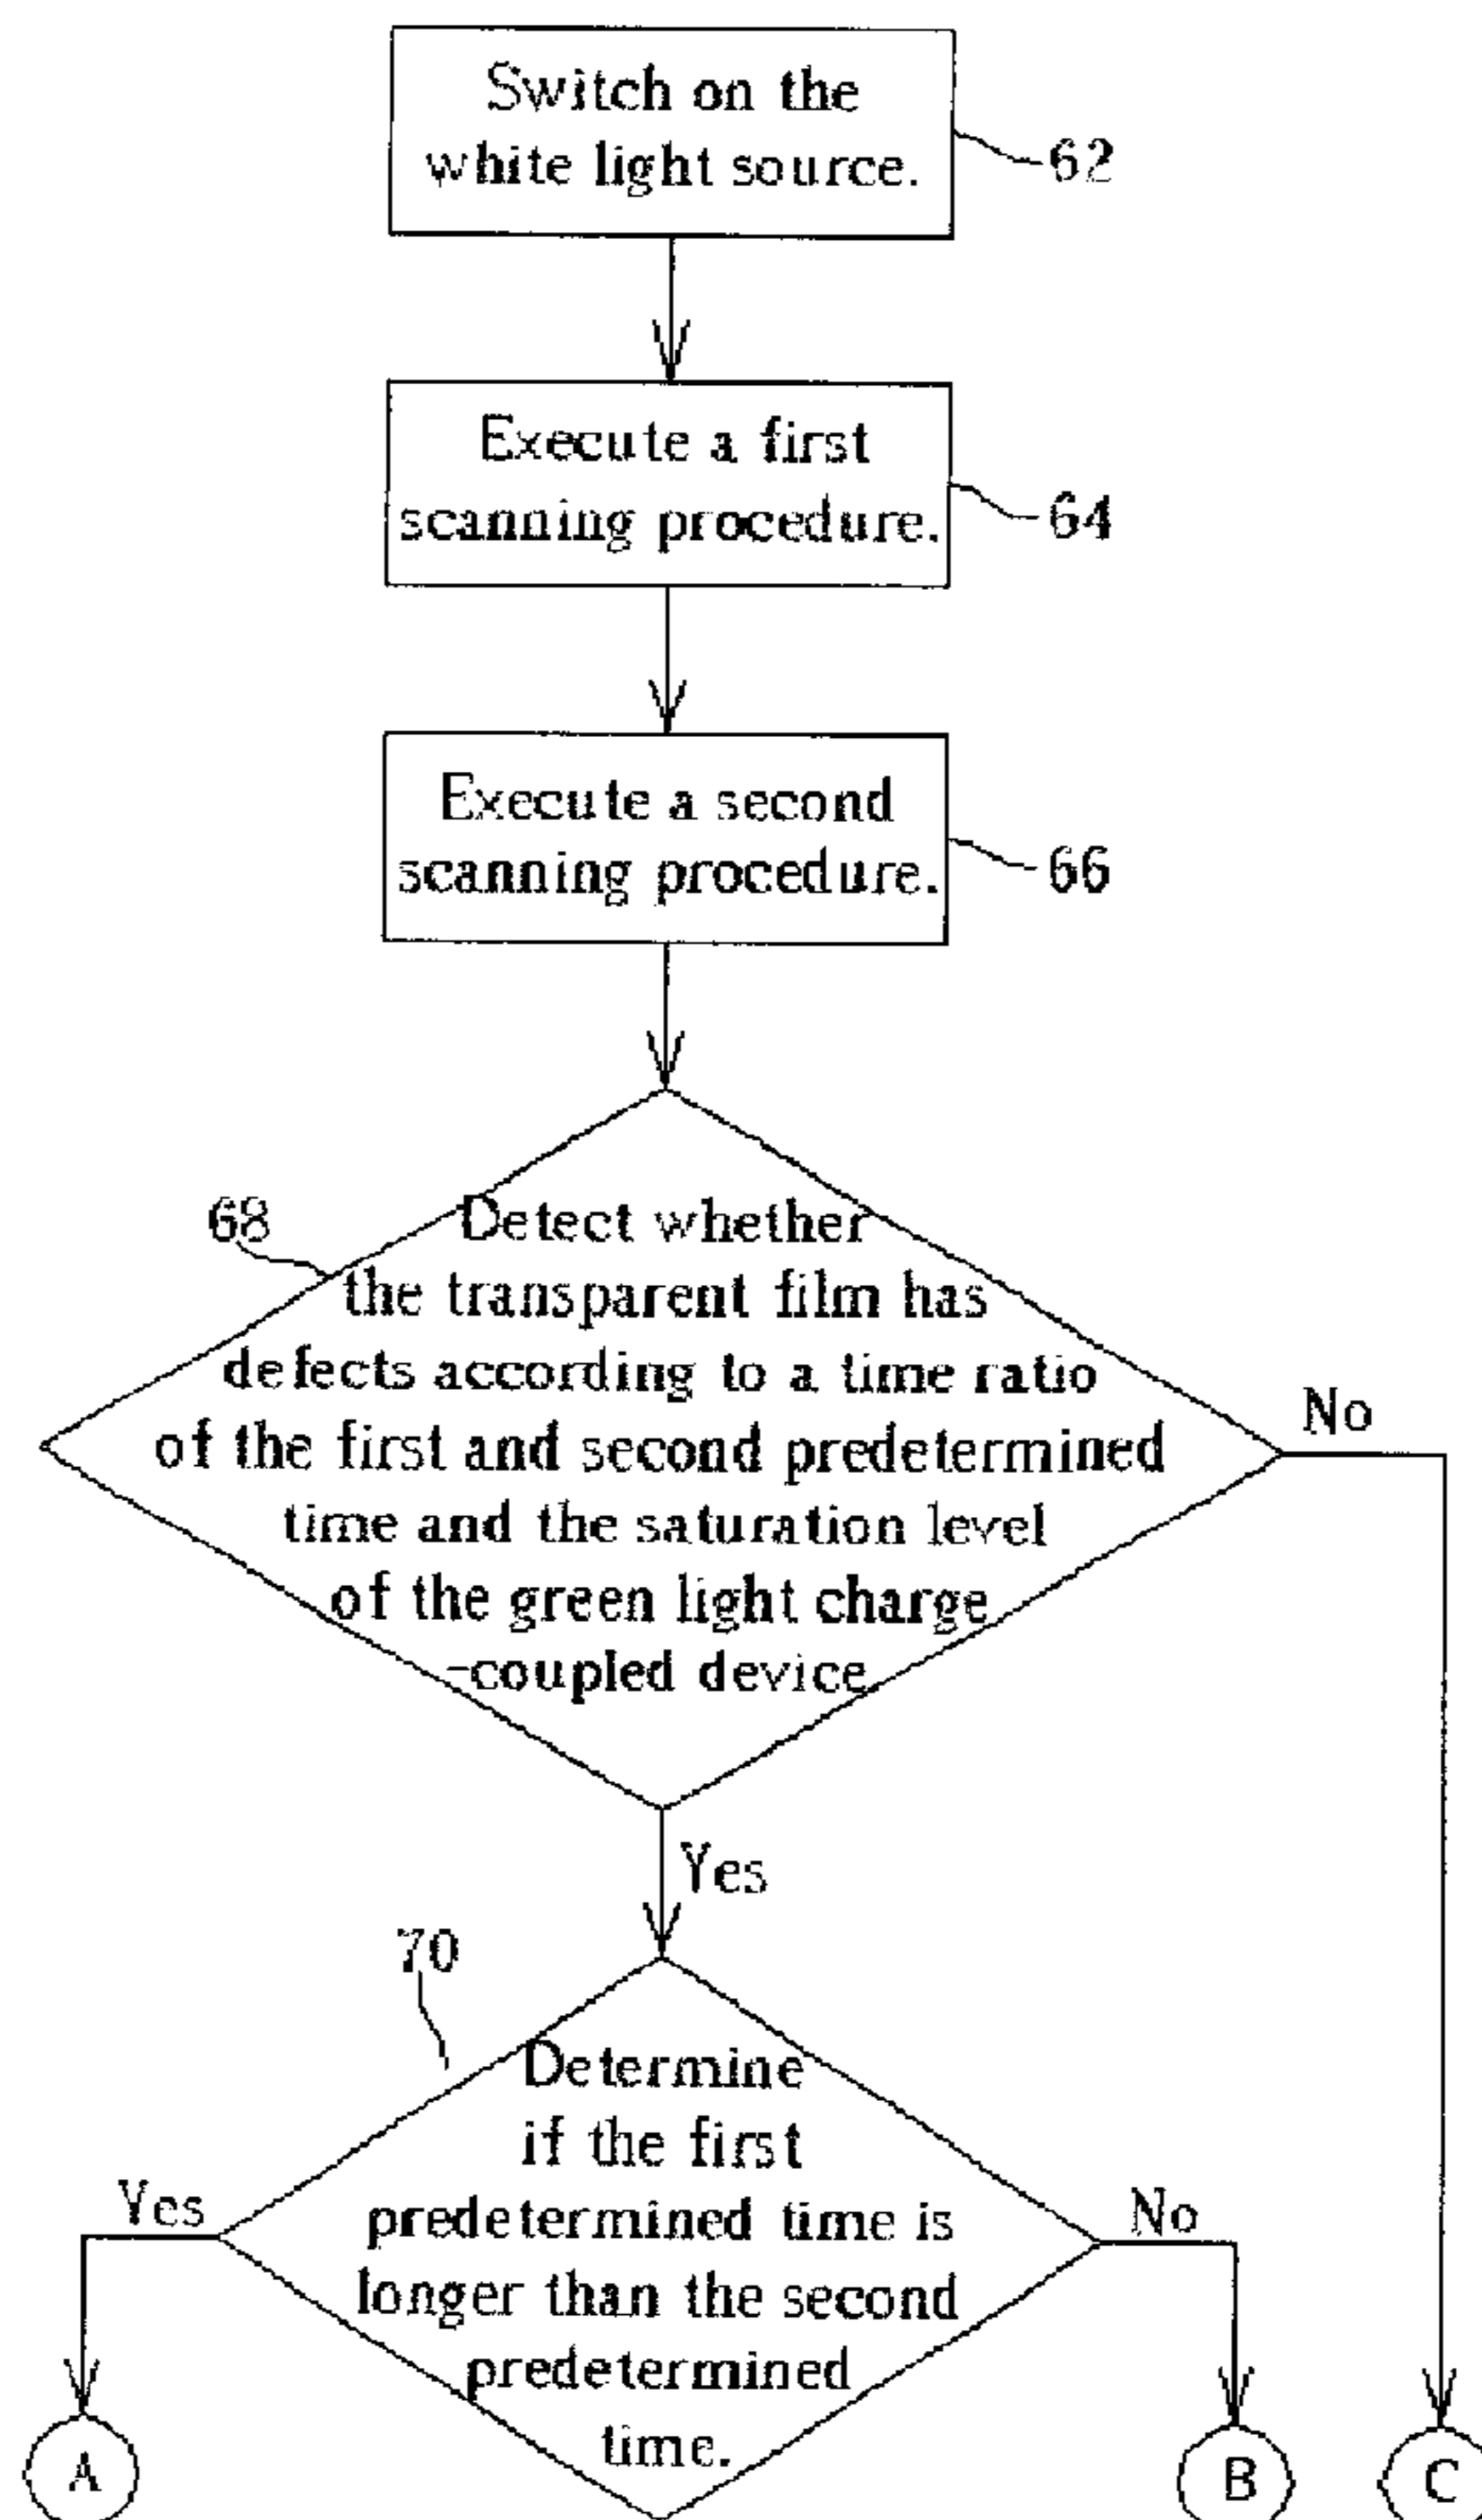 Switch on the
white light source.
62
Execute a first
scanning procedure.
64
Execute a second
scanning procedure.
66
68
Detect whether
the transparent film has
defects according to a time ratio
of the first and second predetermined
time and the saturation level
of the green light charge
-coupled device
No
Yes
70
Determine
if the first
predetermined time is
longer than the second
predetermined
time.
Yes
No
A
B
C